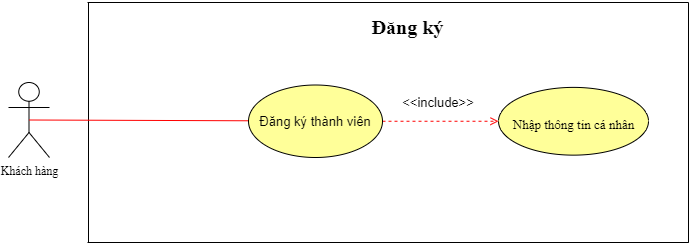 Đăng ký
<<include>>
Đăng ký thành viên
Nhập thông tin cá nhân
Khách hàng